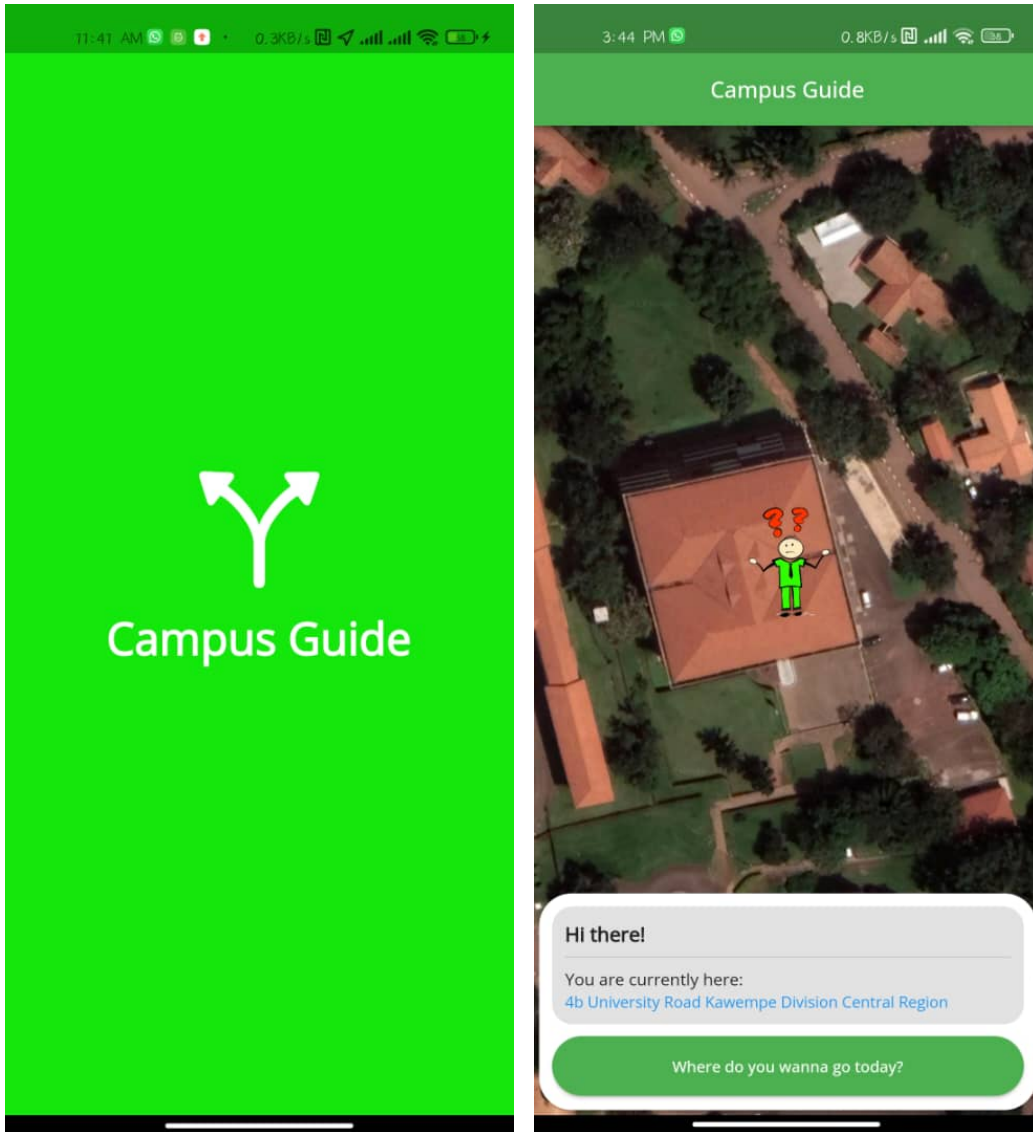 11:41 AM
0.3KB/s
Campus Guide
3:44 PM
0.8KB/s
38
Campus Guide
? ?
Hi there!
You are currently here:
4b University Road Kawempe Division Central Region
Where do you wanna go today?